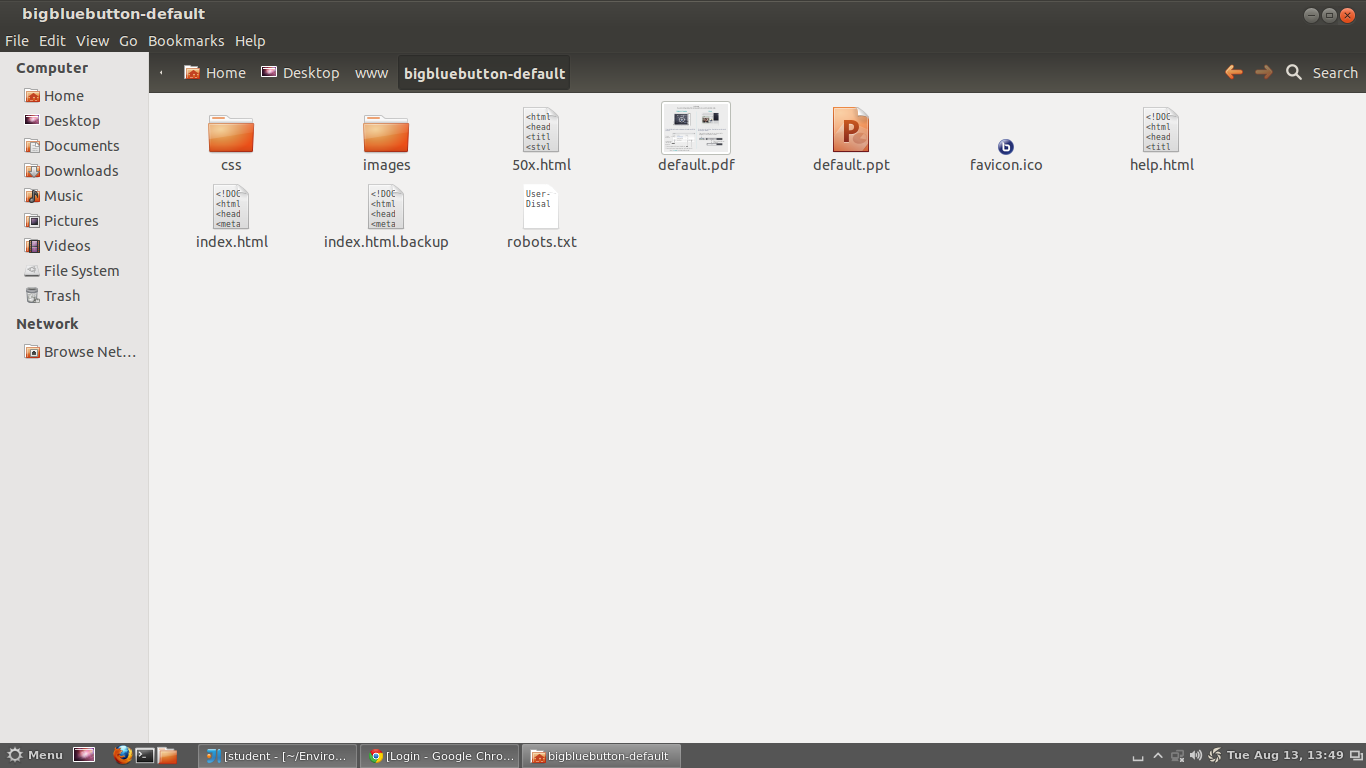 bigbluebutton-default
File Edit View Go Bookmarks Help
Computer
Home
Desktop
Documents
Downloads
Music
Pictures
Videos
File System
Trash
Network
Browse Net…
Home Desktop www bigbluebutton-default
Search
<html
<head
<titl
<styl
P
b
<!DOC
<html
<head
<titl
css images 50x.html default.pdf default.ppt favicon.ico help.html
<!DOC
<html
<head
<meta
<!DOC
<html
<head
<meta
User-
Disal
index.html index.html.backup robots.txt
Menu [student - [~/Enviro... [Login - Google Chro... bigbluebutton-default Tue Aug 13, 13:49